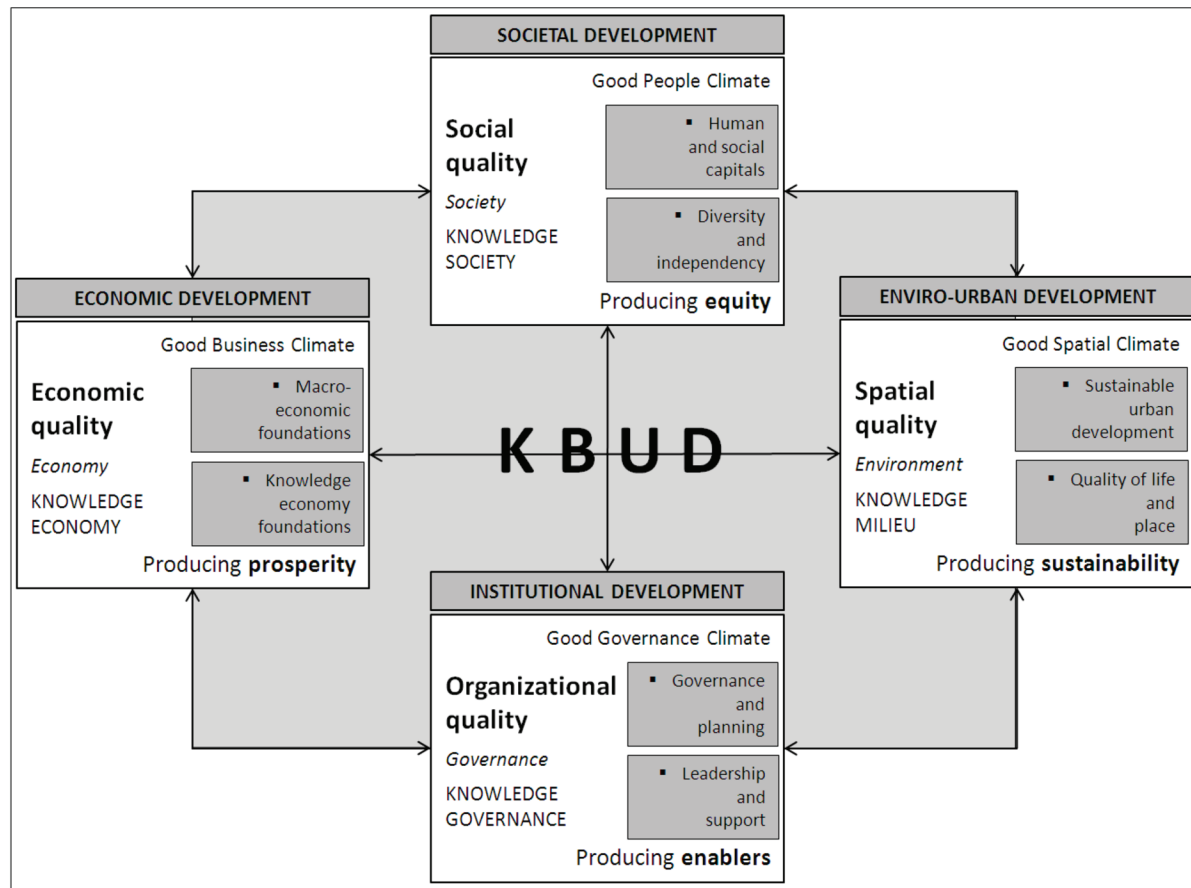 SOCIETAL DEVELOPMENT
Good People Climate
Social
quality
Society
KNOWLEDGE
SOCIETY
▪ Human
and social
capitals
▪ Diversity
and
independency
Producing equity
ECONOMIC DEVELOPMENT
Good Business Climate
Economic
quality
Economy
KNOWLEDGE
ECONOMY
▪ Macro-
economic
foundations
▪ Knowledge
economy
foundations
Producing prosperity
K B U D
ENVIRO-URBAN DEVELOPMENT
Good Spatial Climate
Spatial
quality
Environment
KNOWLEDGE
MILIEU
▪ Sustainable
urban
development
▪ Quality of life
and
place
Producing sustainability
INSTITUTIONAL DEVELOPMENT
Good Governance Climate
Organizational
quality
Governance
KNOWLEDGE
GOVERNANCE
▪ Governance
and
planning
▪ Leadership
and
support
Producing enablers